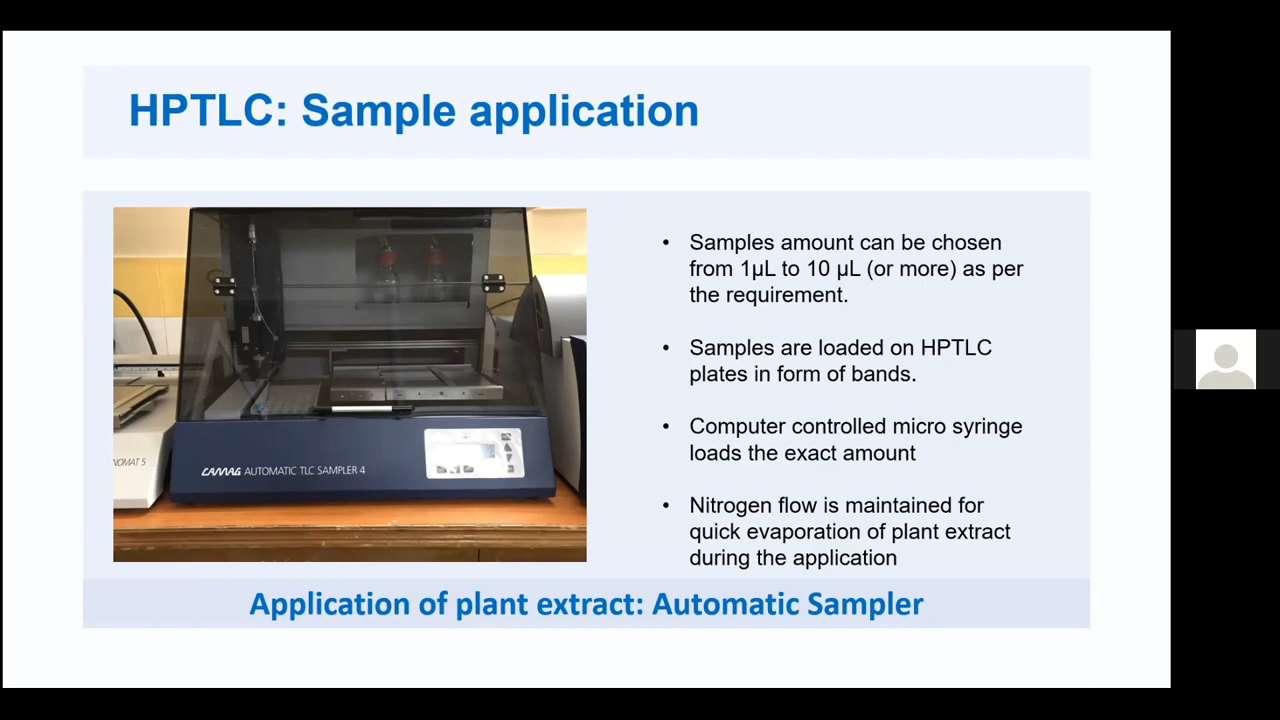 HPTLC: Sample application
NOMAT 5
CAMAG AUTOMATIC TLC SAMPLER 4
• Samples amount can be chosen
from 1µL to 10 µL (or more) as per
the requirement.
• Samples are loaded on HPTLC
plates in form of bands.
• Computer controlled micro syringe
loads the exact amount
• Nitrogen flow is maintained for
quick evaporation of plant extract
during the application
Application of plant extract: Automatic Sampler